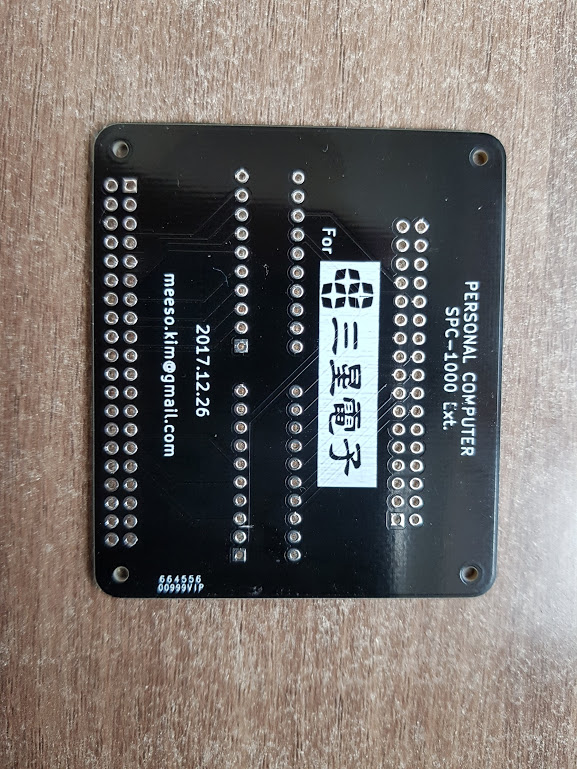 PERSONAL COMPUTER
SPC-1000 Ext.
For
三星電子
2017.12.26
meeso.kim@gmail.com
664556
00999VIP